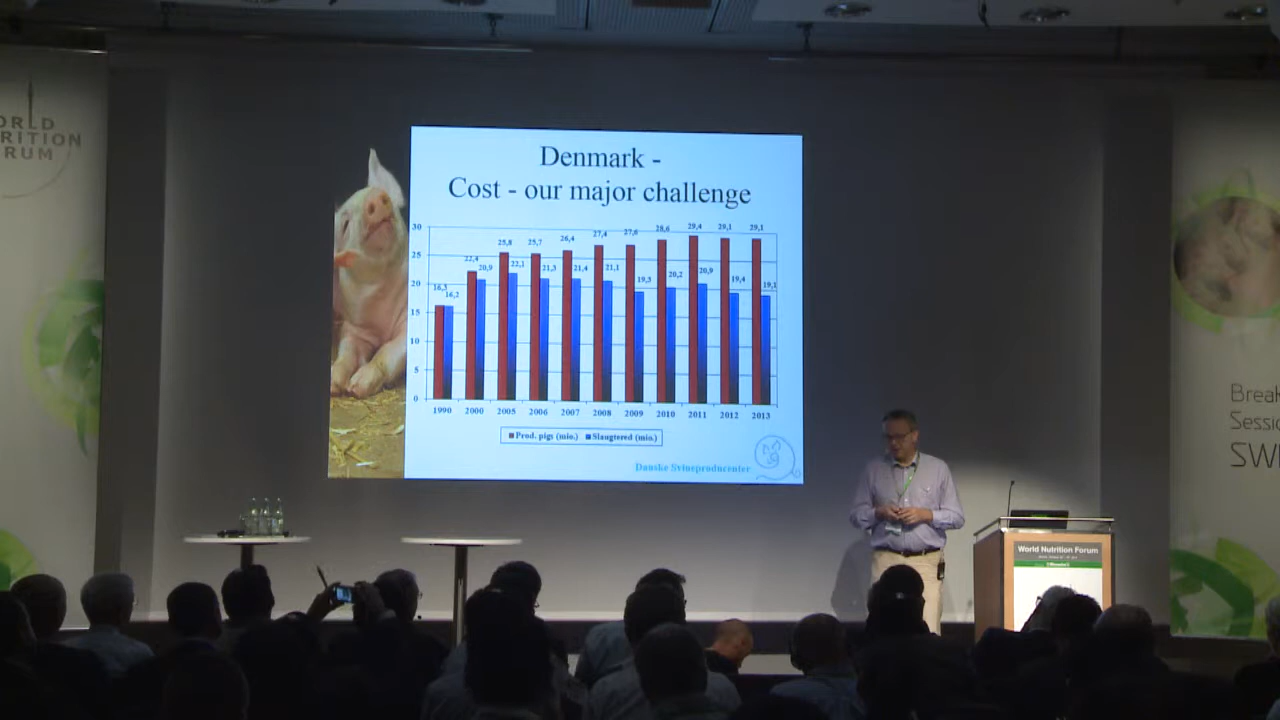 ORLD
RITION
RUM
Denmark -
Cost - our major challenge
30
25
20
15
10
5
0
16,3
16,2
22,4
20,9
25,8
22,1
25,7
21,3
26,4
21,4
27,4
21,1
27,6
19,3
28,6
20,2
29,4
20,9
29,1
19,4
29,1
19,1
1990 2000 2005 2006 2007 2008 2009 2010 2011 2012 2013
Prod. pigs (mio.) Slaugtered (mio.)
Danske Svineproducenter
Break
Sessio
SWI
World Nutrition Forum